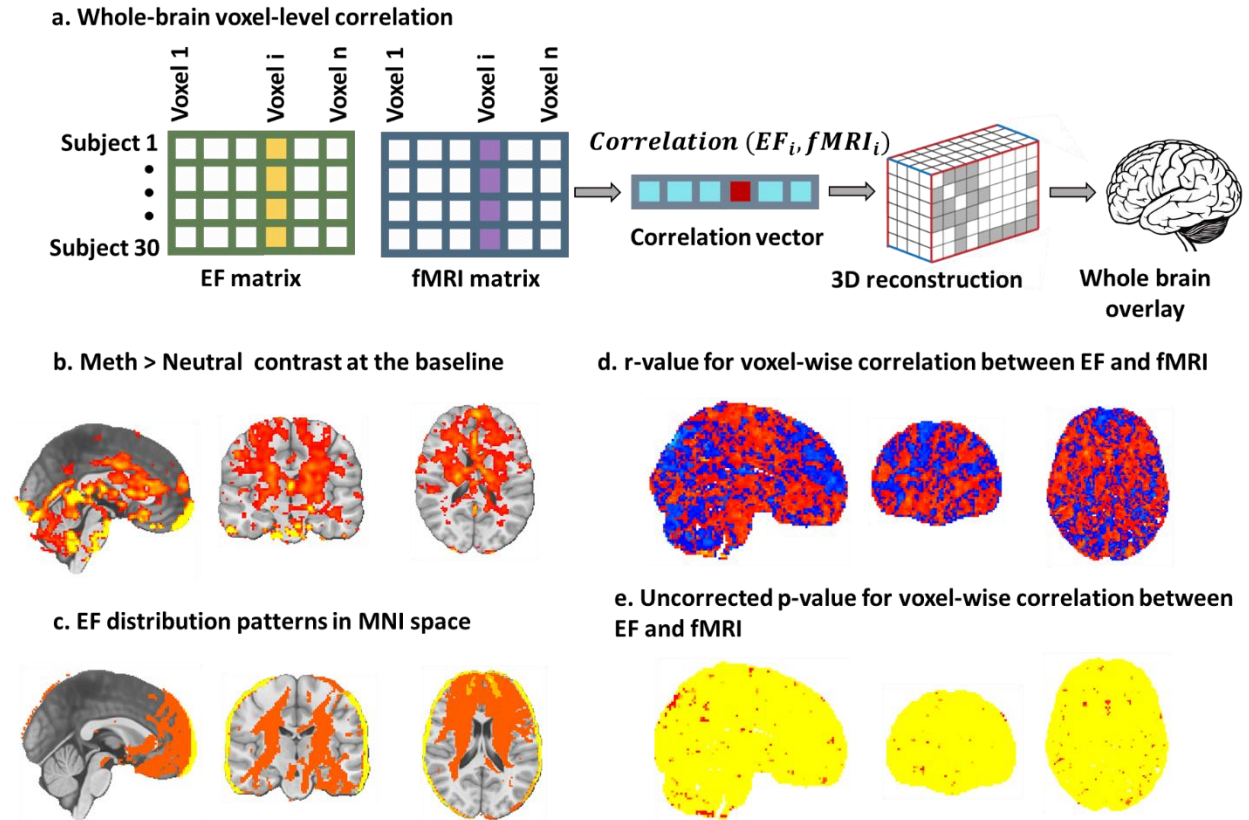 a. Whole-brain voxel-level correlation
Voxel 1
Voxel i
Voxel n
Voxel 1
Voxel i
Voxel n
Subject 1
Subject 30
EF matrix
fMRI matrix
Correlation (EFᵢ, fMRIᵢ)
Correlation vector
3D reconstruction
Whole brain
overlay
b. Meth > Neutral contrast at the baseline
d. r-value for voxel-wise correlation between EF and fMRI
c. EF distribution patterns in MNI space
e. Uncorrected p-value for voxel-wise correlation between
EF and fMRI